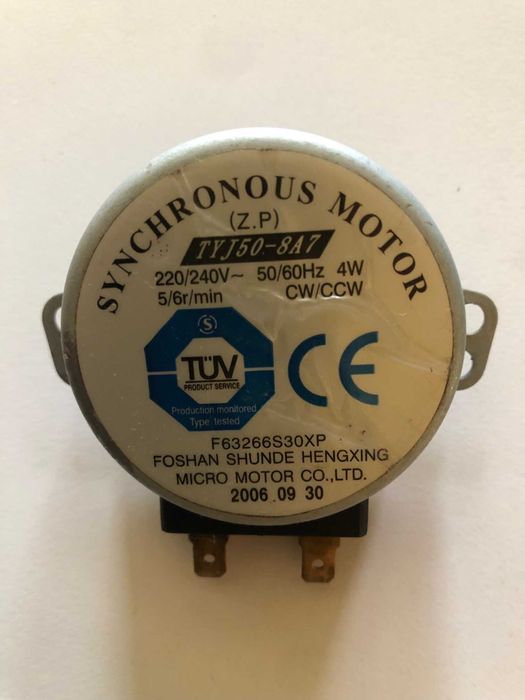 SYNCHRONOUS MOTOR
(Z.P)
TYJ50-8A7
220/240V~ 50/60Hz 4W
5/6r/min CW/CCW
S
TÜV
PRODUCT SERVICE
Production monitored
Type tested
CE
F63266S30XP
FOSHAN SHUNDE HENGXING
MICRO MOTOR CO.,LTD.
2006 09 30